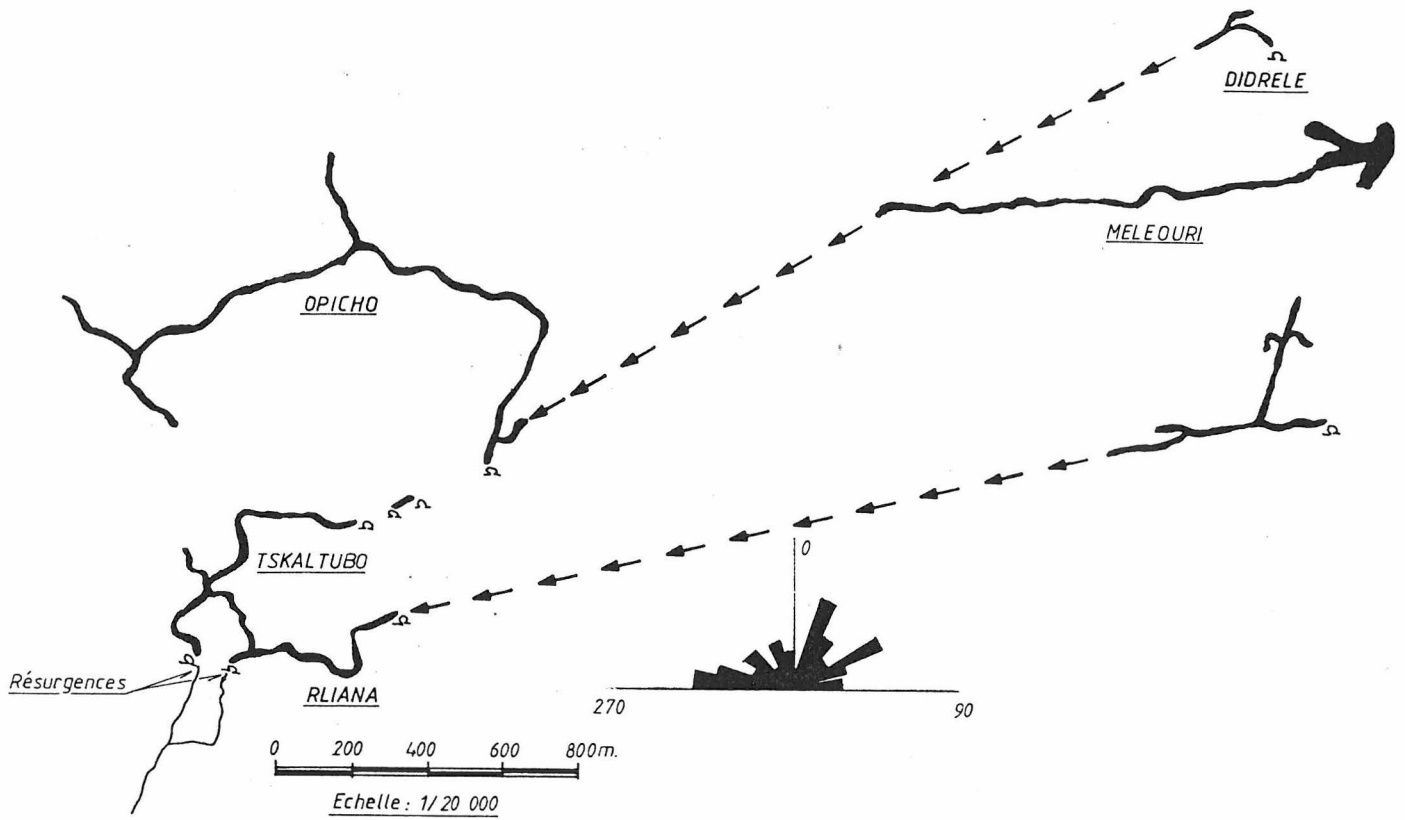 DIDRELE
MELEOURI
OPICHO
TSKALTUBO
0
Résurgences
RLIANA
270
90
0 200 400 600 800m.
Echelle: 1/20 000